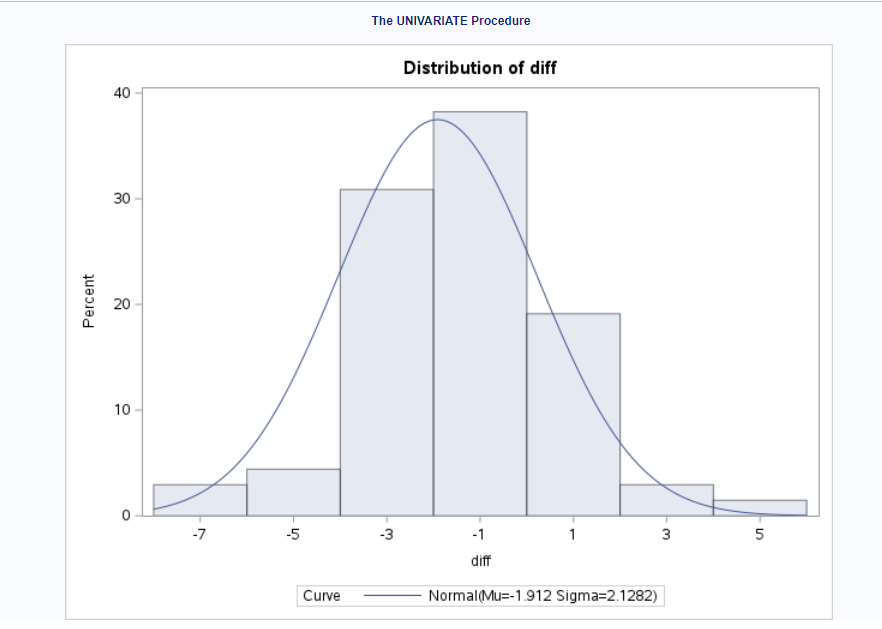 The UNIVARIATE Procedure
Distribution of diff
40
30
20
10
0
Percent
-7 -5 -3 -1 1 3 5
diff
Curve Normal(Mu=-1.912 Sigma=2.1282)